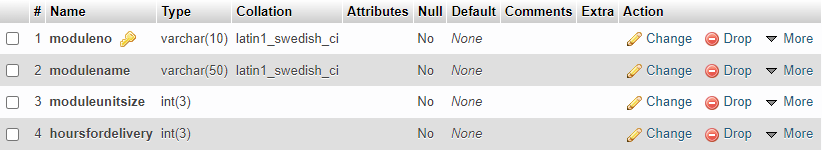 # Name Type Collation Attributes Null Default Comments Extra Action
1 moduleno varchar(10) latin1_swedish_ci No None Change Drop More
2 modulename varchar(50) latin1_swedish_ci No None Change Drop More
3 moduleunitsize int(3) No None Change Drop More
4 hoursfordelivery int(3) No None Change Drop More